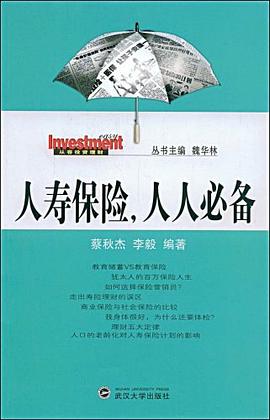 easy
Investment
从容投资理财
丛书主编 魏华林
人寿保险，人人必备
蔡秋杰 李毅 编著
教育储蓄VS教育保险
犹太人的百万保险人生
如何选择保险营销员？
走出寿险理财的误区
商业保险与社会保险的比较
我身体很好，为什么还要体检？
理财五大定律
人口的老龄化对人寿保险计划的影响
WUHAN UNIVERSITY PRESS
武汉大学出版社